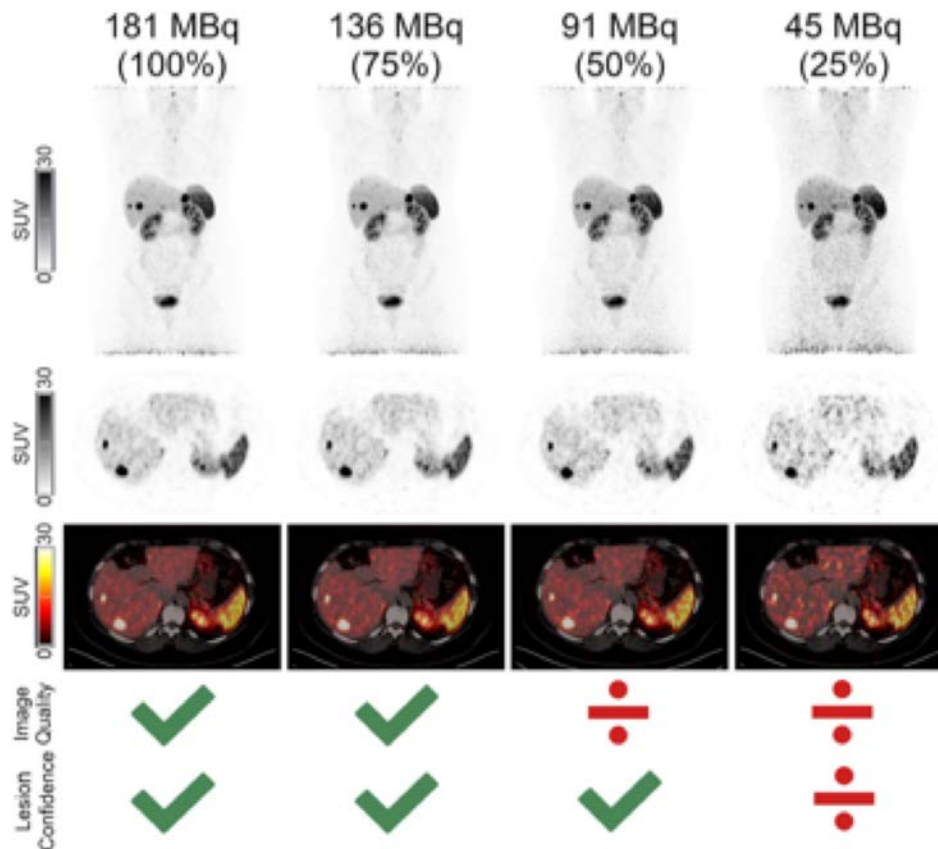 181 MBq 136 MBq 91 MBq 45 MBq
(100%) (75%) (50%) (25%)
SUV
0 30
SUV
0 30
SUV
0 30
Image
Quality
Lesion
Confidence